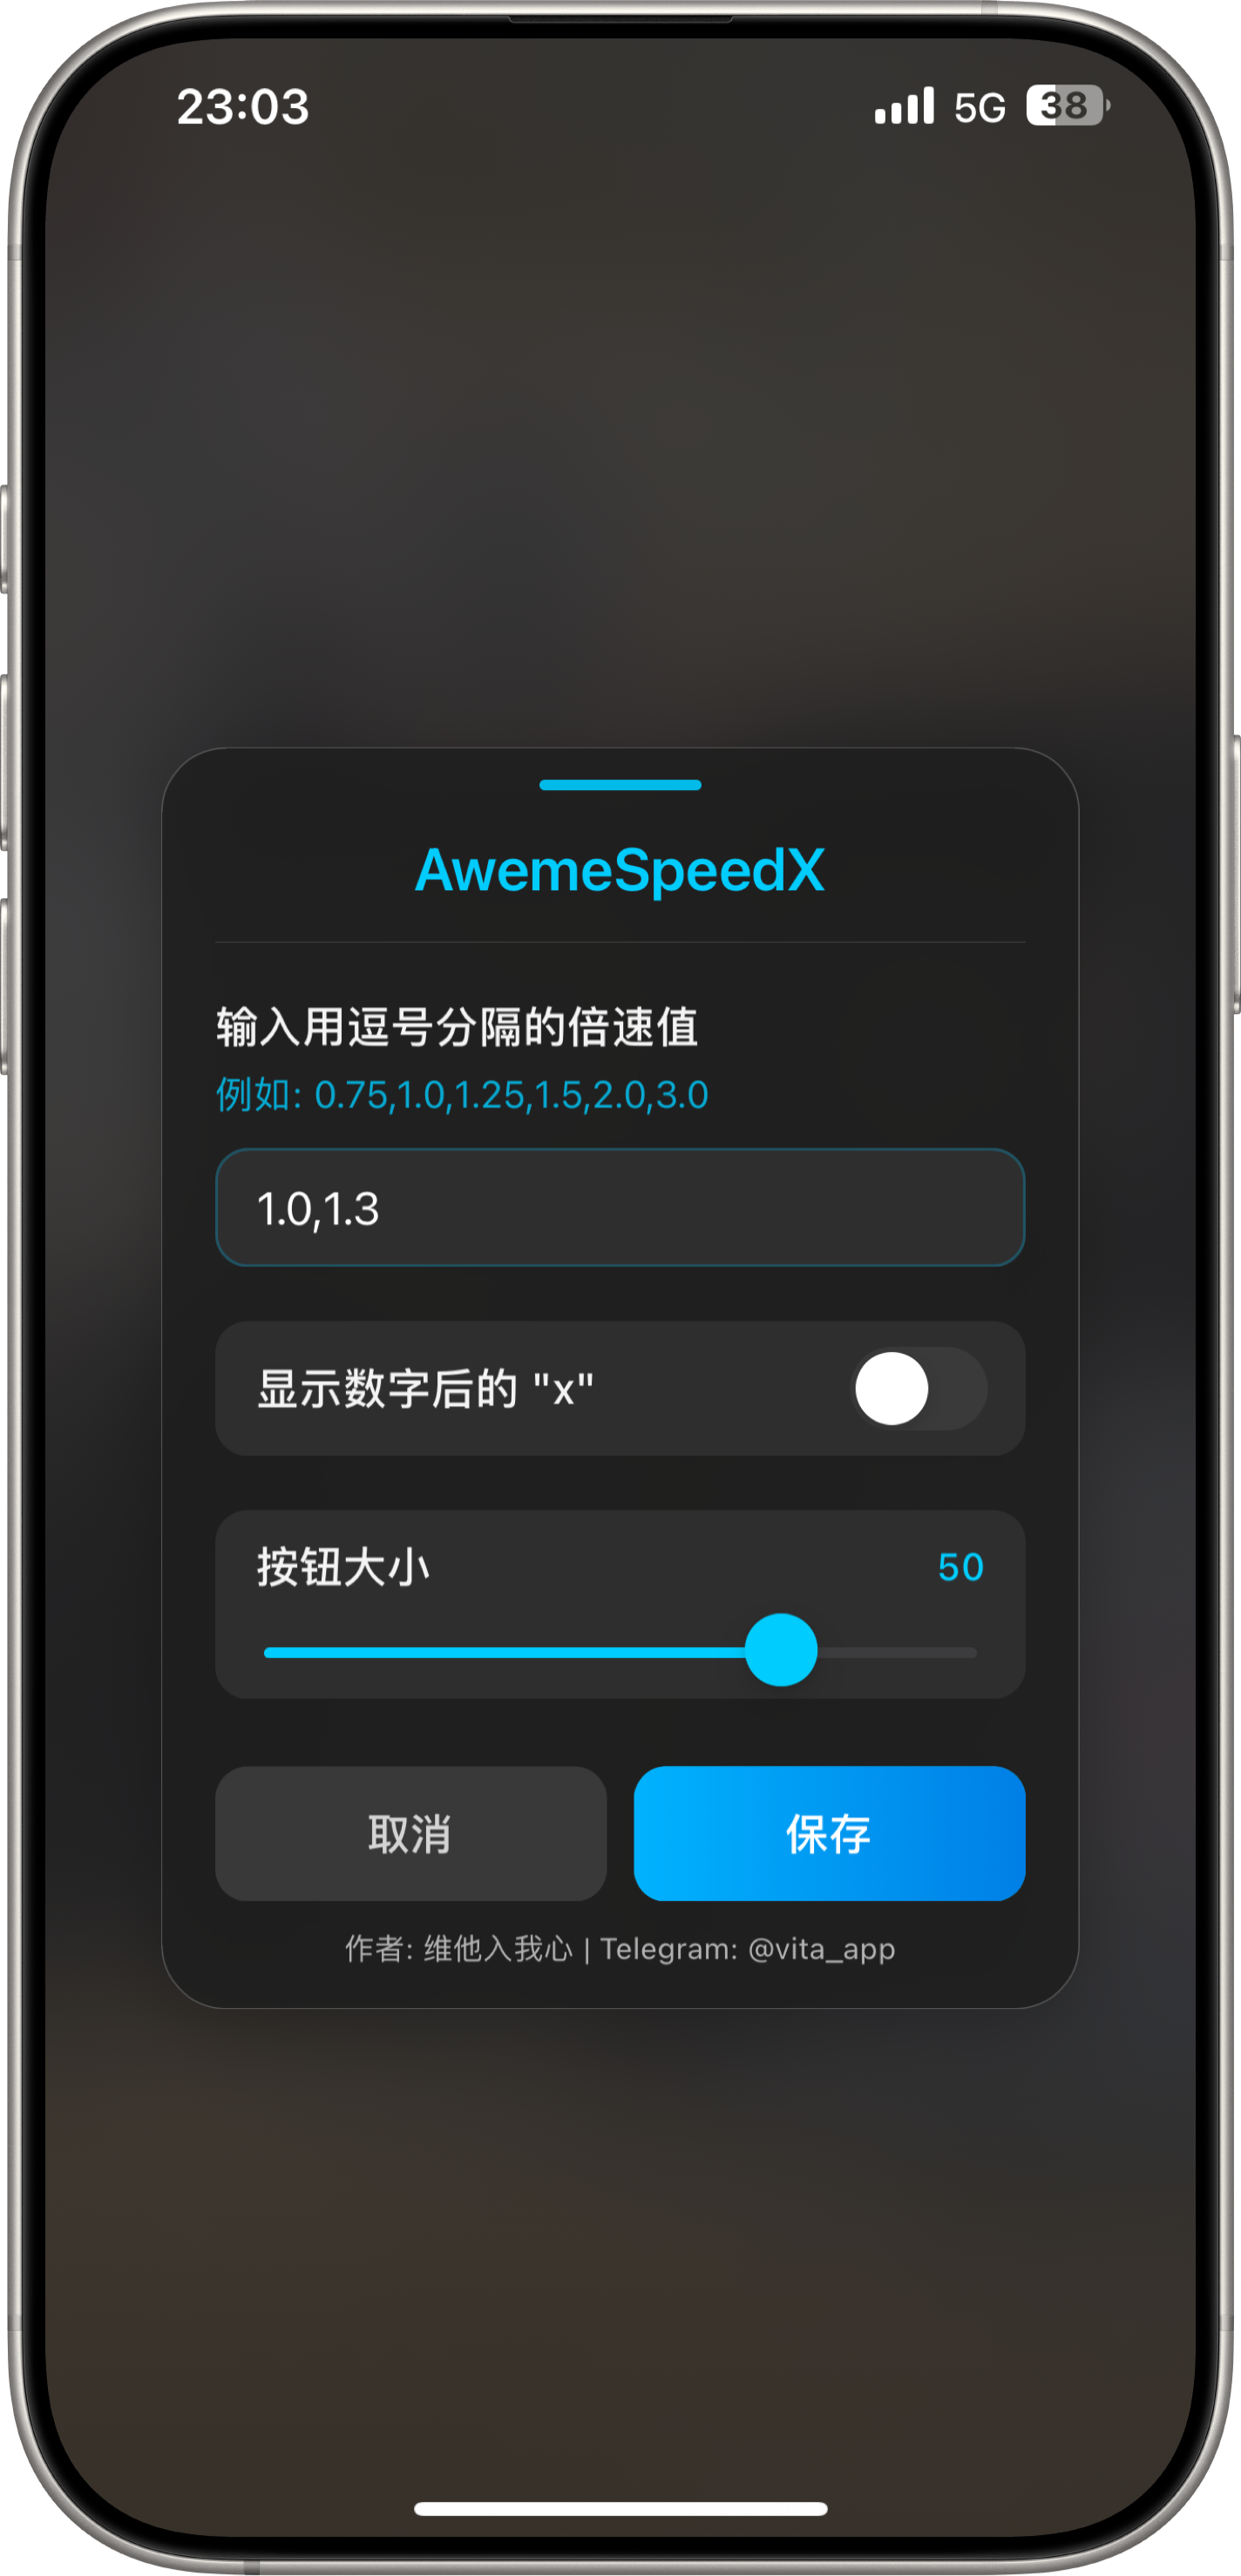 23:03 5G 38
AwemeSpeedX
输入用逗号分隔的倍速值
例如: 0.75,1.0,1.25,1.5,2.0,3.0
1.0,1.3
显示数字后的 "x"
按钮大小 50
取消 保存
作者: 维他入我心 | Telegram: @vita_app